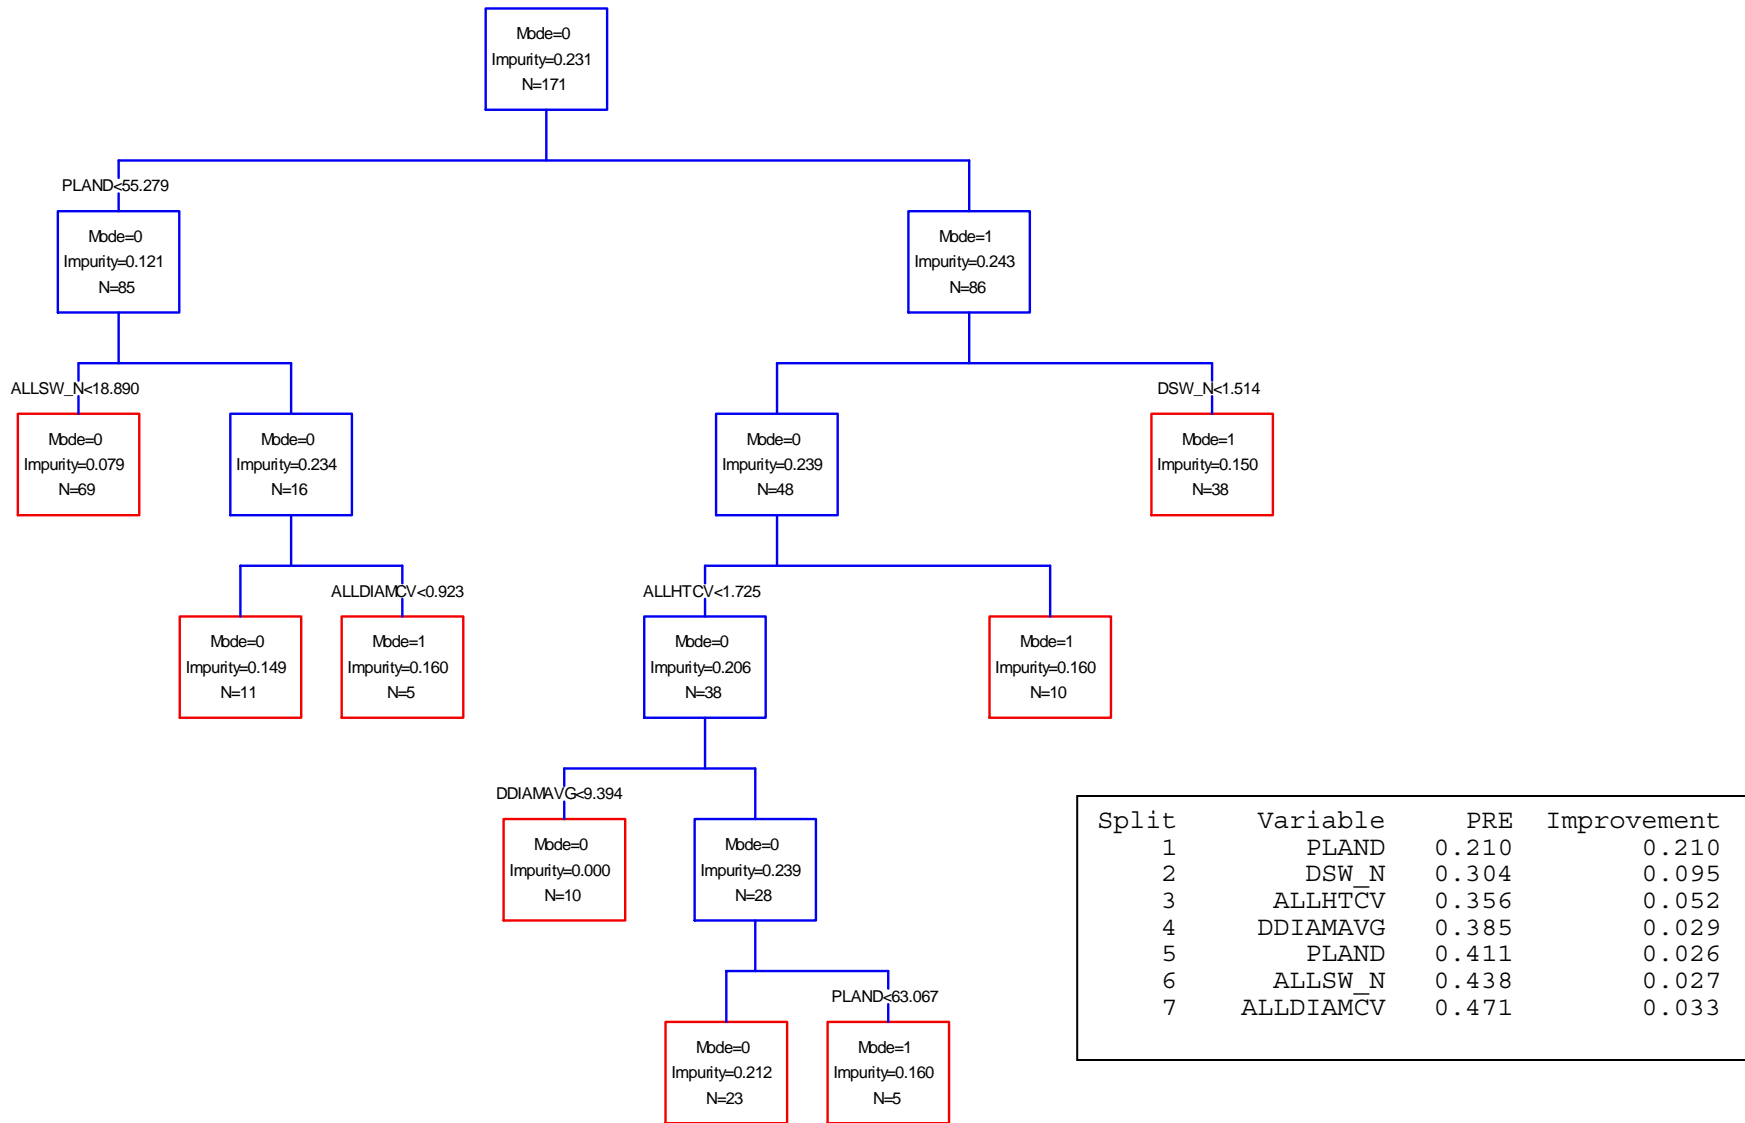 Mode=0
Impurity=0.231
N=171
PLAND<55.279
Mode=0
Impurity=0.121
N=85
Mode=1
Impurity=0.243
N=86
ALLSW_N<18.890
DSW_N<1.514
Mode=0
Impurity=0.079
N=69
Mode=0
Impurity=0.234
N=16
Mode=0
Impurity=0.239
N=48
Mode=1
Impurity=0.150
N=38
ALLDIAMCV<0.923
ALLHTCV<1.725
Mode=0
Impurity=0.149
N=11
Mode=1
Impurity=0.160
N=5
Mode=0
Impurity=0.206
N=38
Mode=1
Impurity=0.160
N=10
DDIAMAVG<9.394
Mode=0
Impurity=0.000
N=10
Mode=0
Impurity=0.239
N=28
PLAND<63.067
Mode=0
Impurity=0.212
N=23
Mode=1
Impurity=0.160
N=5
Split Variable PRE Improvement
1 PLAND 0.210 0.210
2 DSW_N 0.304 0.095
3 ALLHTCV 0.356 0.052
4 DDIAMAVG 0.385 0.029
5 PLAND 0.411 0.026
6 ALLSW_N 0.438 0.027
7 ALLDIAMCV 0.471 0.033